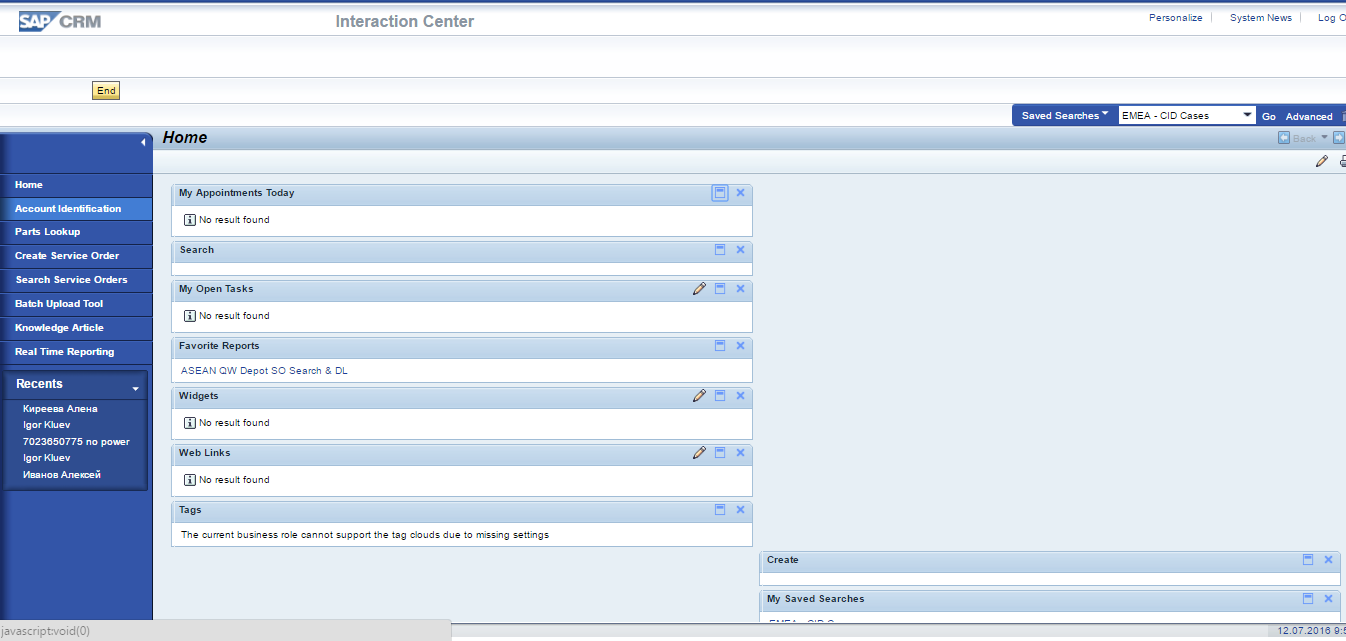 SAP CRM
Interaction Center
Personalize
System News
Log
End
Saved Searches
EMEA - CID Cases
Go
Advanced
Home
Back
Home
Account Identification
Parts Lookup
Create Service Order
Search Service Orders
Batch Upload Tool
Knowledge Article
Real Time Reporting
Recents
Киреева Алена
Igor Kluev
7023650775 no power
Igor Kluev
Иванов Алексей
My Appointments Today
No result found
Search
My Open Tasks
No result found
Favorite Reports
ASEAN QW Depot SO Search & DL
Widgets
No result found
Web Links
No result found
Tags
The current business role cannot support the tag clouds due to missing settings
Create
My Saved Searches
EMEA - CID
javascript:void(0)
12.07.2016